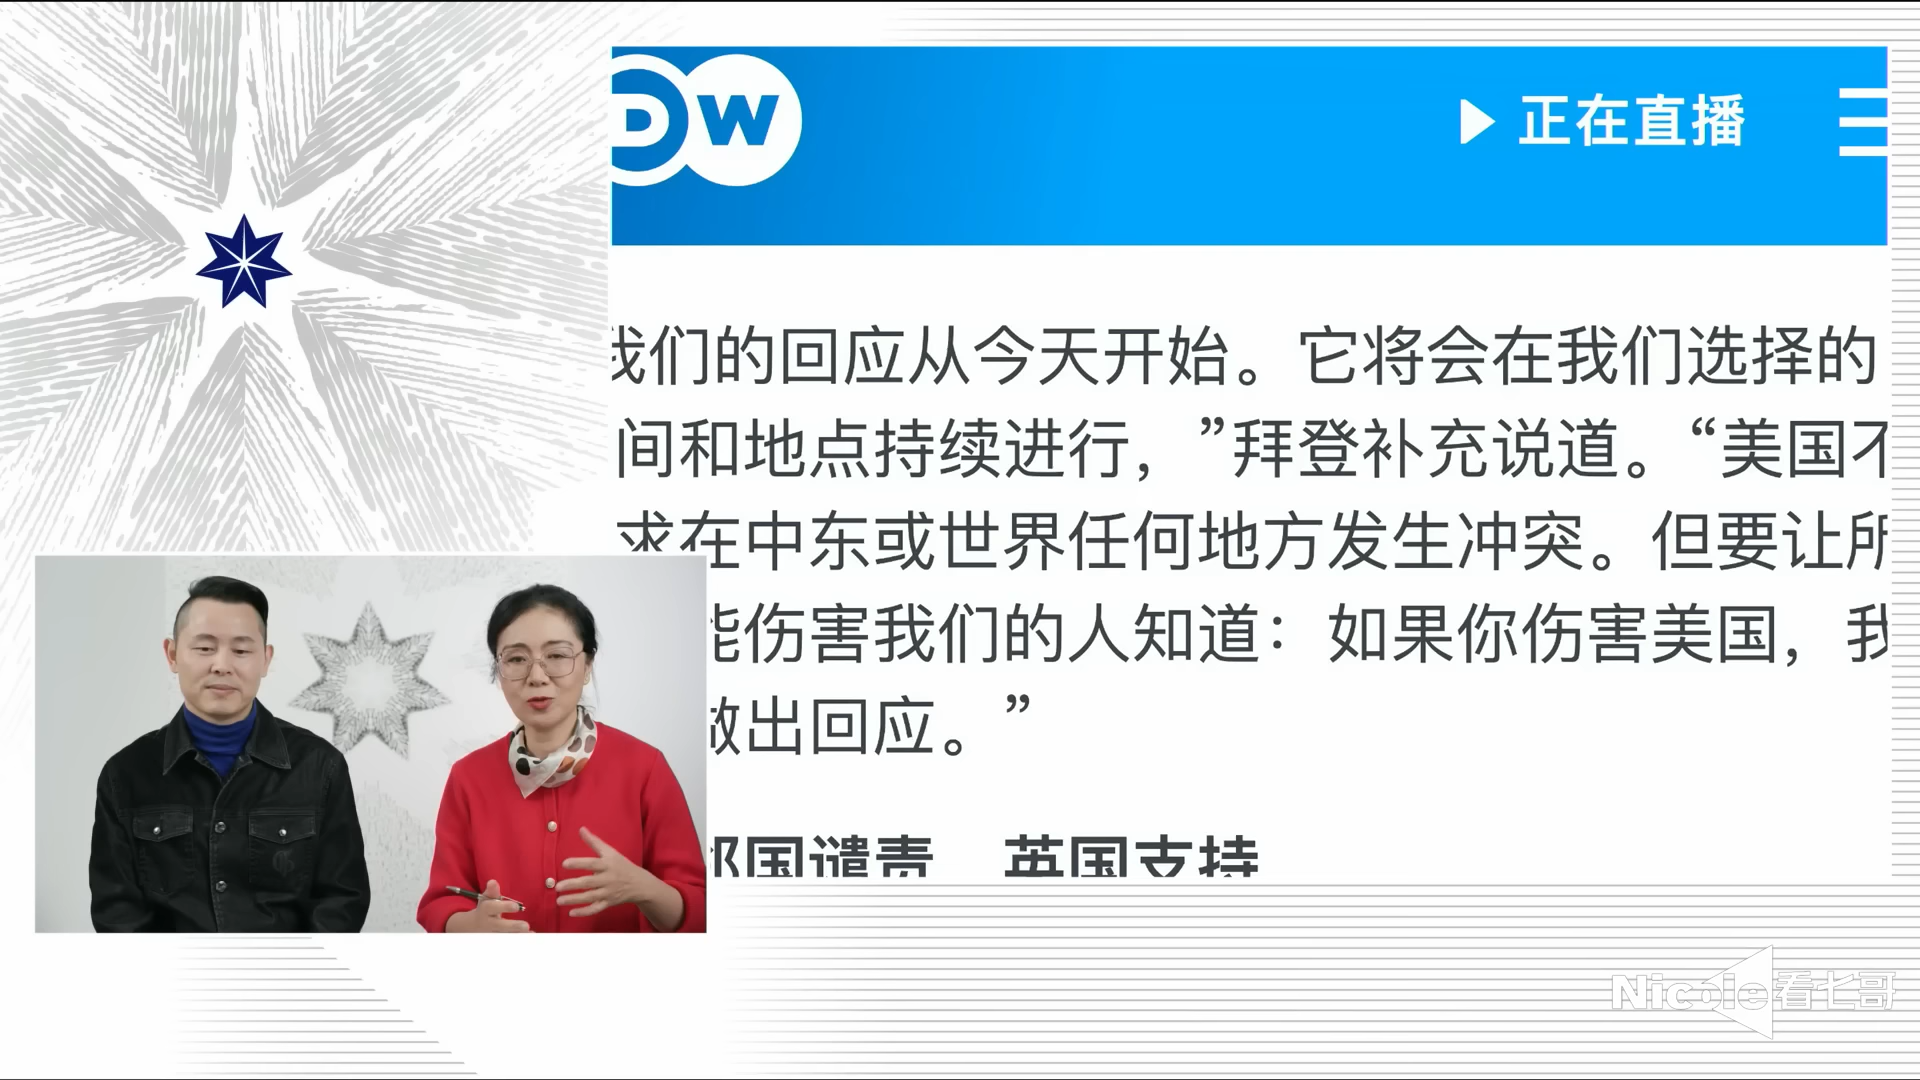 DW
正在直播
我们的回应从今天开始。它将会在我们选择的
间和地点持续进行，”拜登补充说道。“美国不
求在中东或世界任何地方发生冲突。但要让所
能伤害我们的人知道：如果你伤害美国，我
做出回应。”
国谴责 英国支持
Nicole看七哥